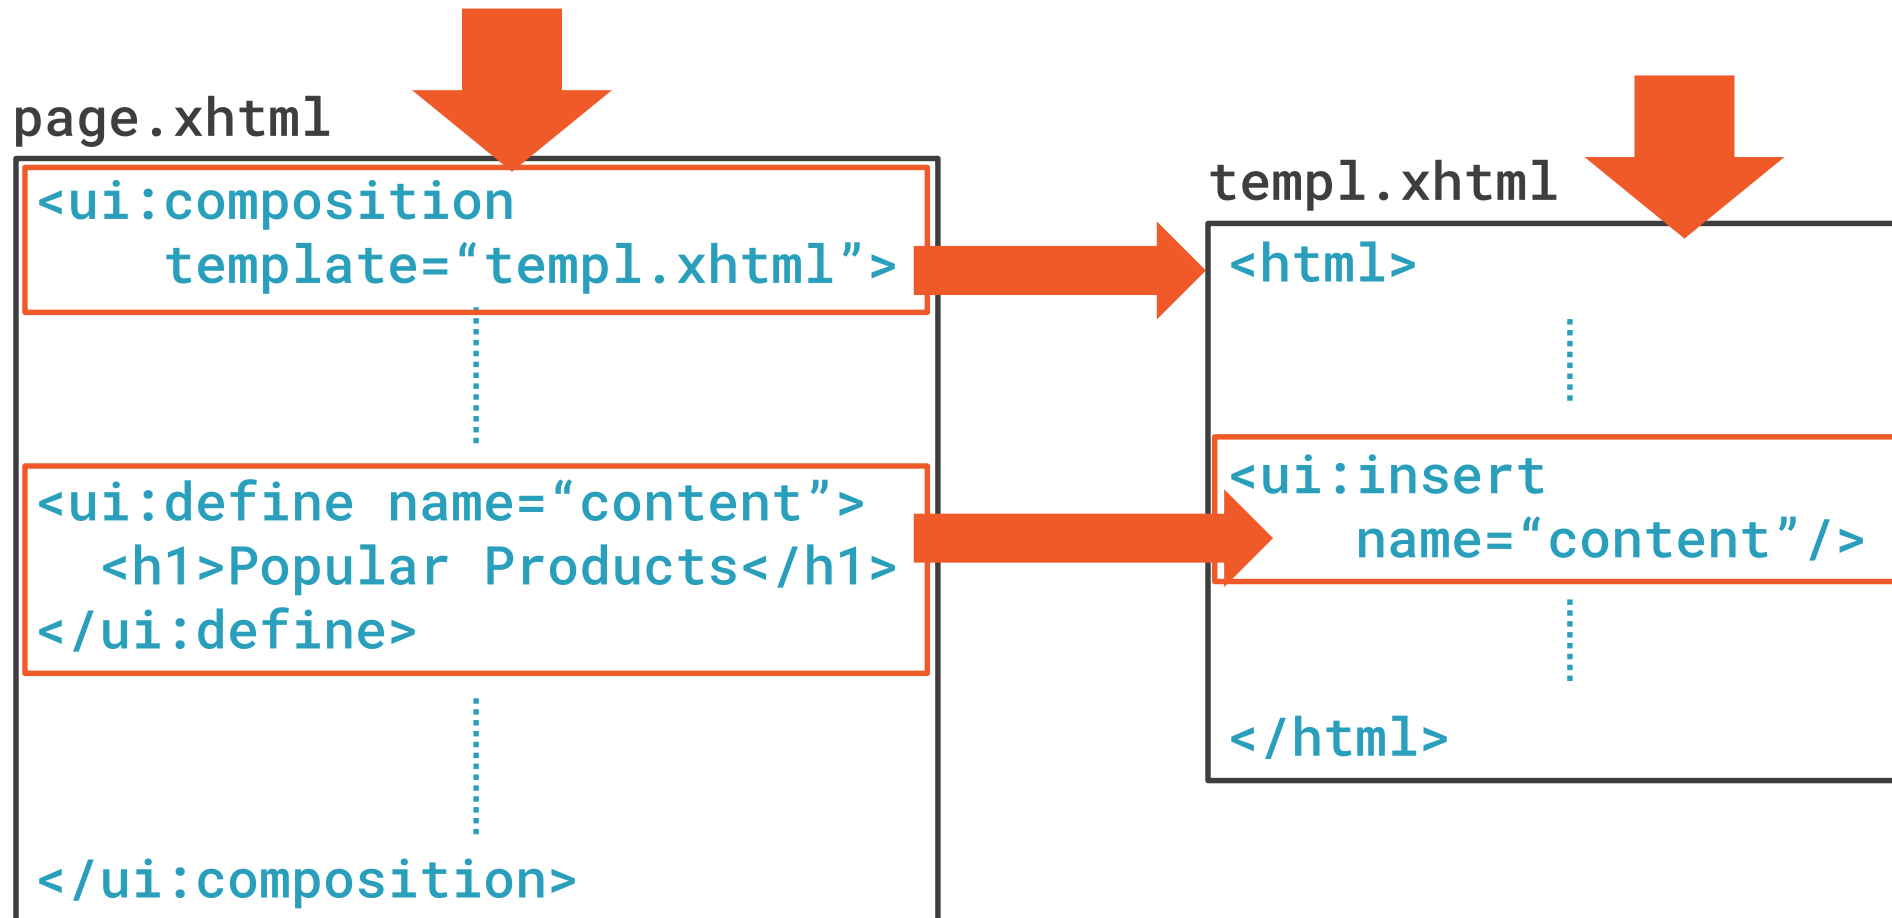 page.xhtml
<ui:composition
template=“templ.xhtml”>
<ui:define name=“content”>
<h1>Popular Products</h1>
</ui:define>
</ui:composition>
templ.xhtml
<html>
<ui:insert
name=“content”/>
</html>